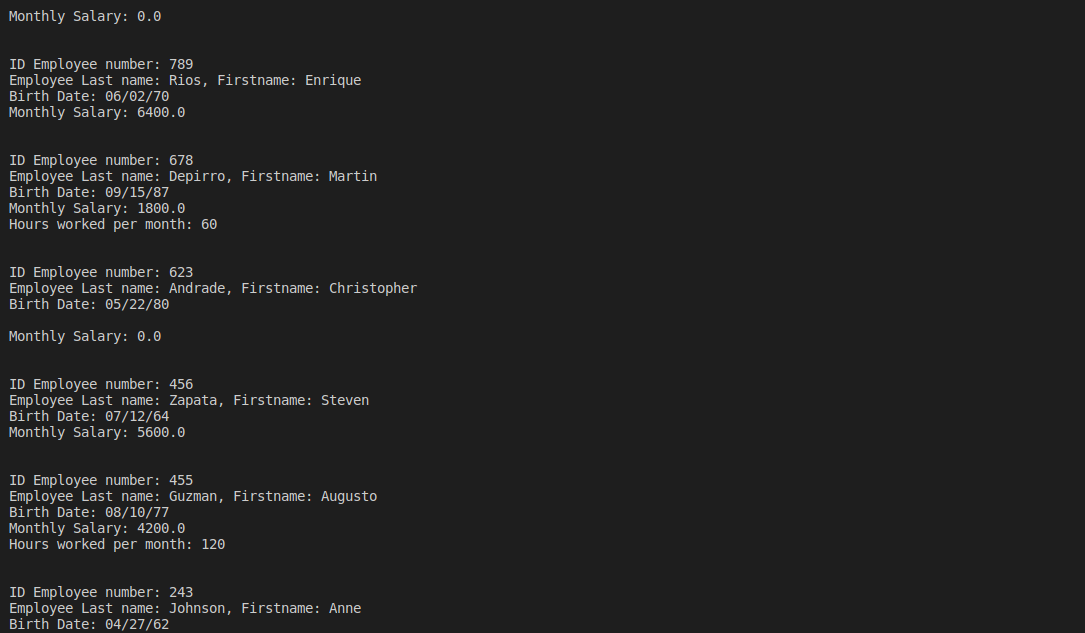 Monthly Salary: 0.0
ID Employee number: 789
Employee Last name: Rios, Firstname: Enrique
Birth Date: 06/02/70
Monthly Salary: 6400.0
ID Employee number: 678
Employee Last name: Depirro, Firstname: Martin
Birth Date: 09/15/87
Monthly Salary: 1800.0
Hours worked per month: 60
ID Employee number: 623
Employee Last name: Andrade, Firstname: Christopher
Birth Date: 05/22/80
Monthly Salary: 0.0
ID Employee number: 456
Employee Last name: Zapata, Firstname: Steven
Birth Date: 07/12/64
Monthly Salary: 5600.0
ID Employee number: 455
Employee Last name: Guzman, Firstname: Augusto
Birth Date: 08/10/77
Monthly Salary: 4200.0
Hours worked per month: 120
ID Employee number: 243
Employee Last name: Johnson, Firstname: Anne
Birth Date: 04/27/62